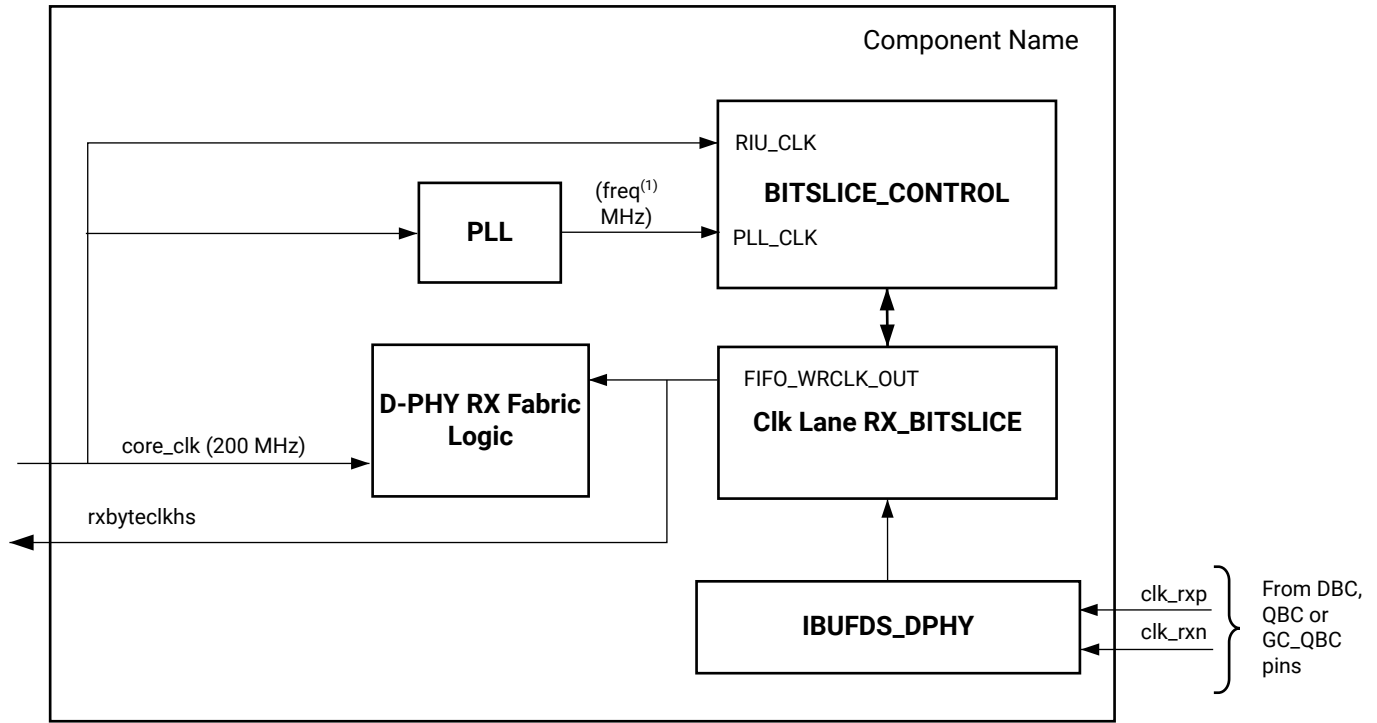 Component Name
RIU_CLK
BITSLICE_CONTROL
(freq(1)
MHz)
PLL
PLL_CLK
FIFO_WRCLK_OUT
D-PHY RX Fabric
Logic
Clk Lane RX_BITSLICE
core_clk (200 MHz)
rxbyteclkhs
IBUFDS_DPHY
clk_rxp
clk_rxn
From DBC,
QBC or
GC_QBC
pins